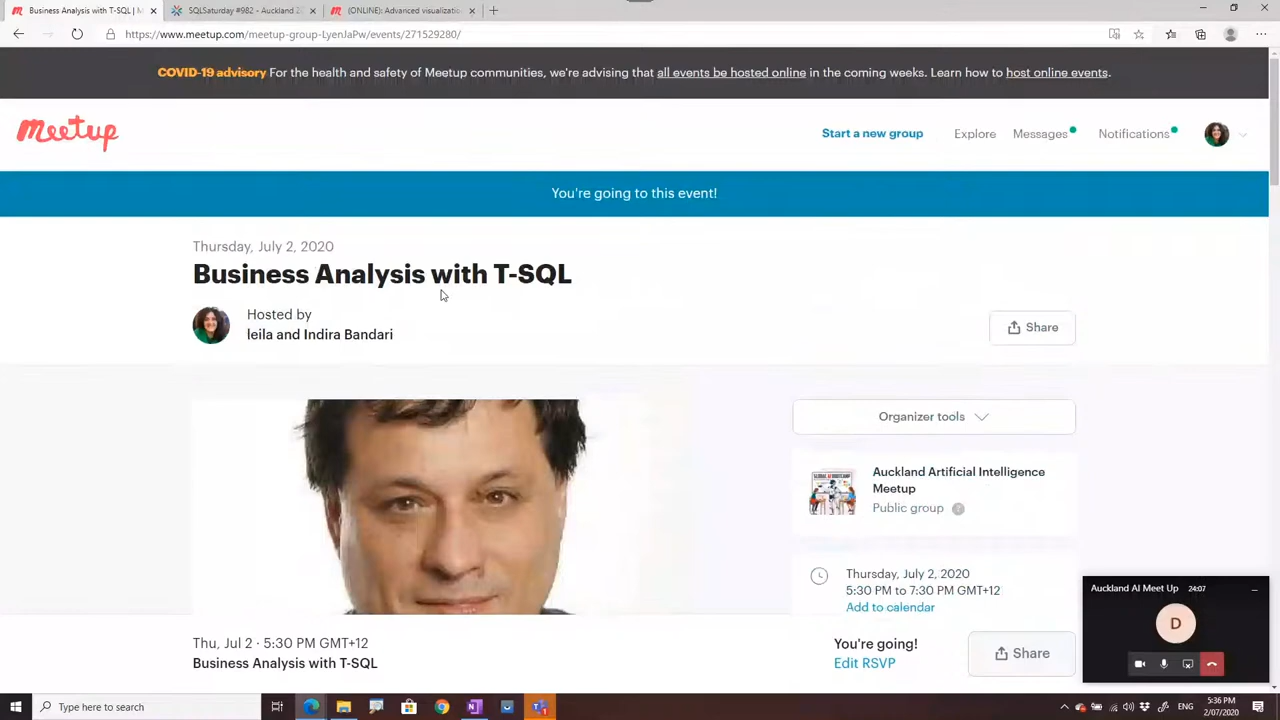 Business Analysis with T-SQL | M
SQLSaturday #982 - Auckland 20
(ONLINE): Advanced visualization
https://www.meetup.com/meetup-group-LyenJaPw/events/271529280/
COVID-19 advisory For the health and safety of Meetup communities, we're advising that all events be hosted online in the coming weeks. Learn how to host online events.
meetup
Start a new group
Explore
Messages
Notifications
You're going to this event!
Thursday, July 2, 2020
Business Analysis with T-SQL
Hosted by
leila and Indira Bandari
Share
Organizer tools
Auckland Artificial Intelligence
Meetup
Public group ?
Thursday, July 2, 2020
5:30 PM to 7:30 PM GMT+12
Add to calendar
Thu, Jul 2 · 5:30 PM GMT+12
Business Analysis with T-SQL
You're going!
Edit RSVP
Share
Auckland AI Meet Up 24:07
D
Type here to search
ENG
5:36 PM
2/07/2020